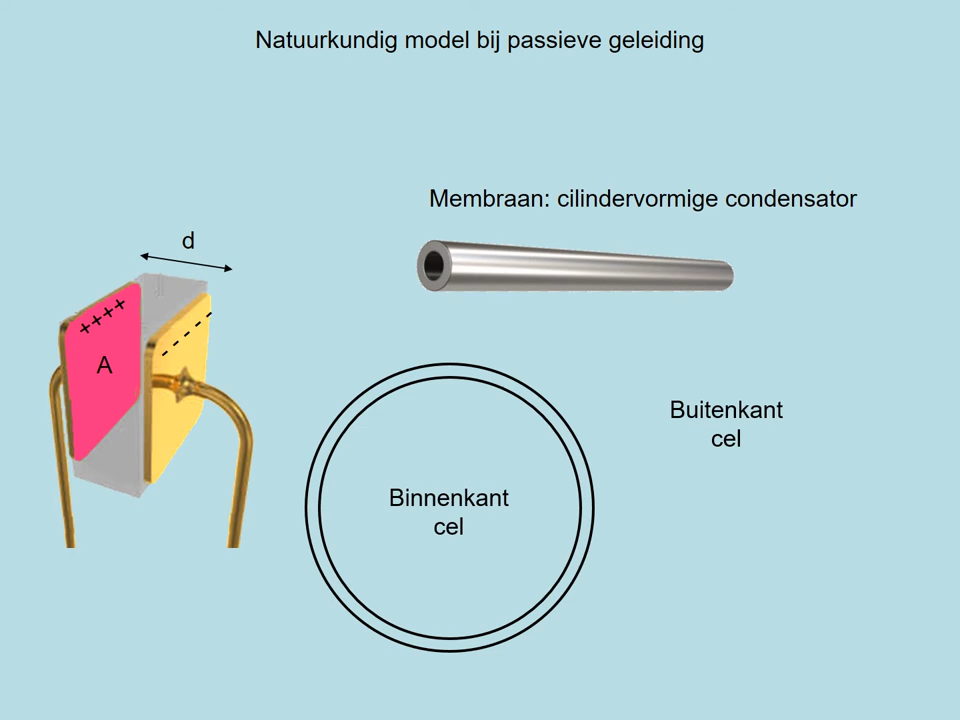 Natuurkundig model bij passieve geleiding
Membraan: cilindervormige condensator
d
++++
A
- - - - -
Buitenkant
cel
Binnenkant
cel